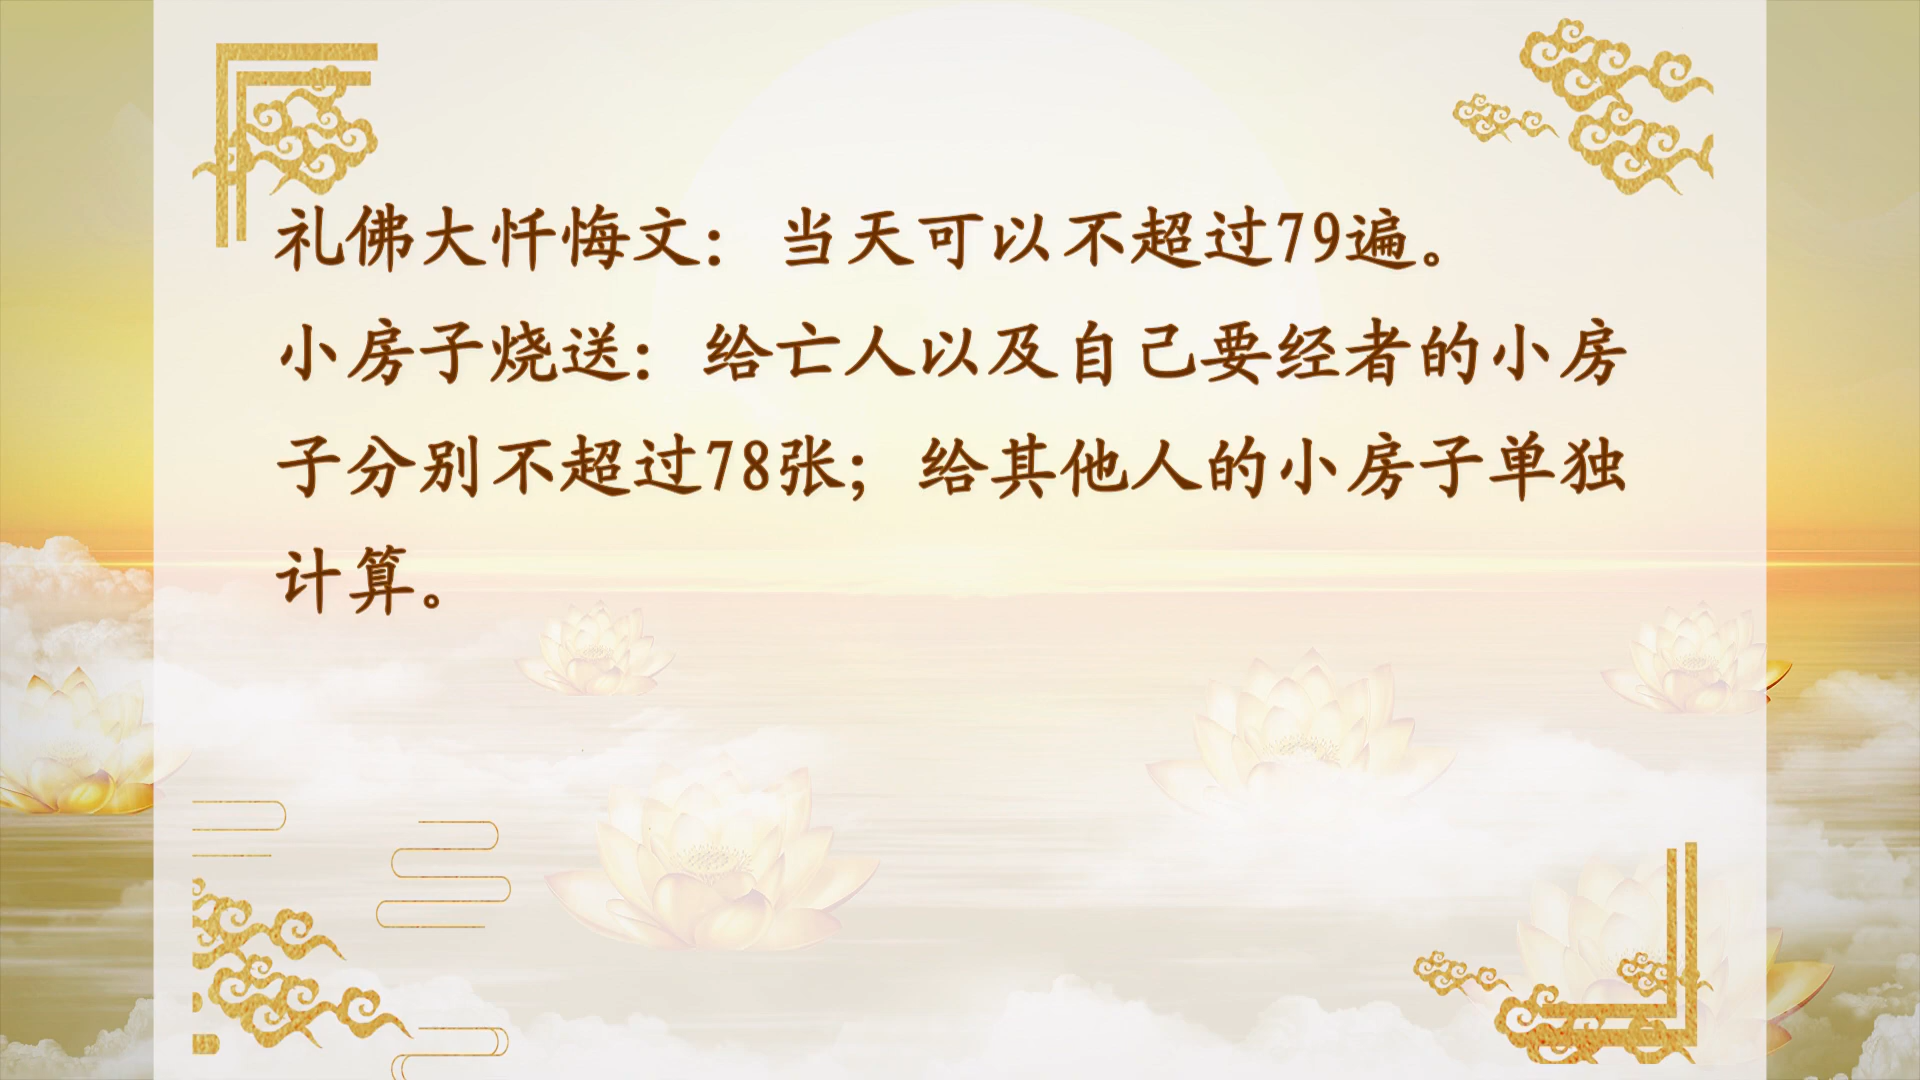 礼佛大忏悔文：当天可以不超过79遍。
小房子烧送：给亡人以及自己要经者的小房
子分别不超过78张；给其他人的小房子单独
计算。